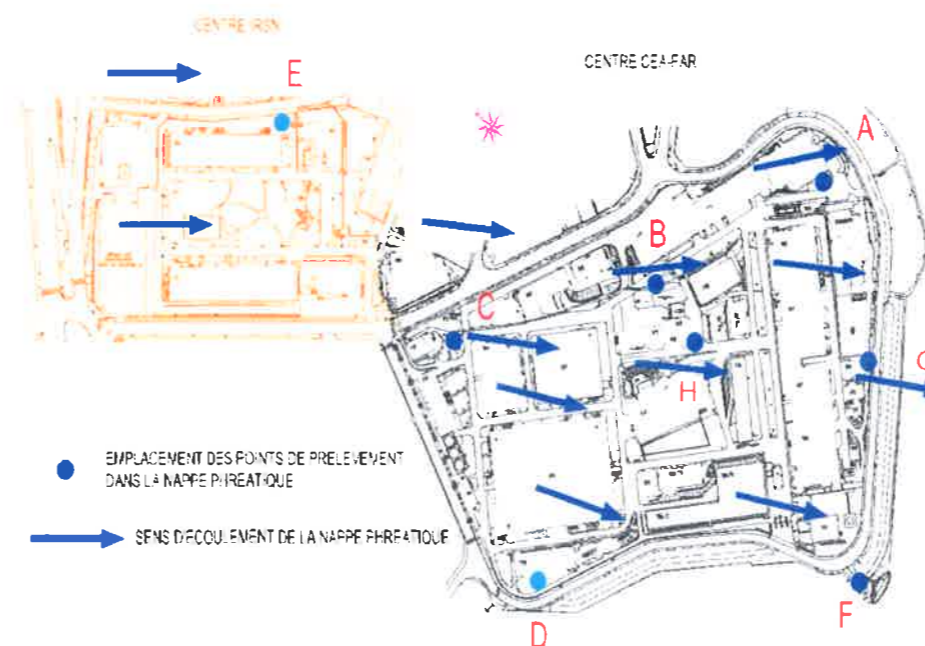 CENTRE IRSN
CENTRE CEA-FAR
E
A
B
C
G
H
EMPLACEMENT DES POINTS DE PRELEVEMENT
DANS LA NAPPE PHREATIQUE
SENS D'ECOULEMENT DE LA NAPPE PHREATIQUE
D
F